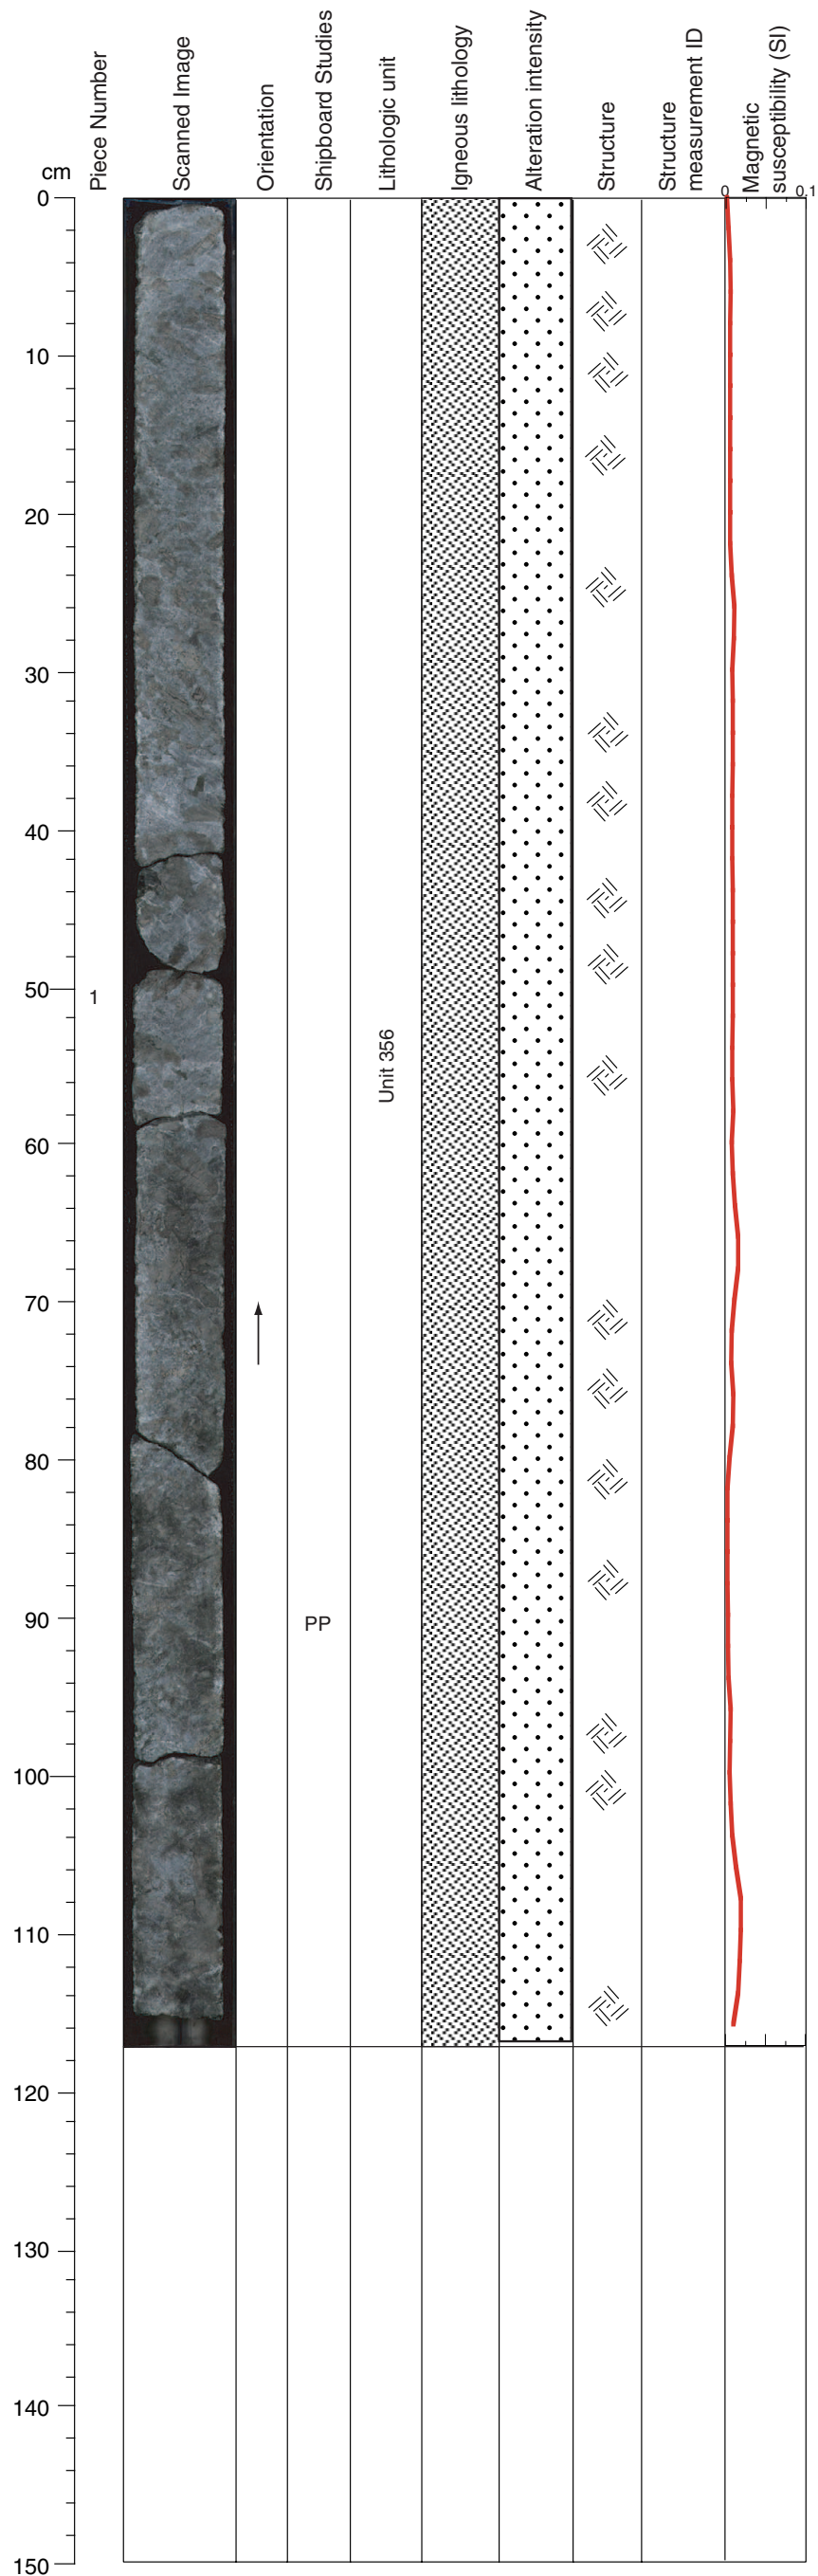 cm
Piece Number
Scanned Image
Orientation
Shipboard Studies
Lithologic unit
Igneous lithology
Alteration intensity
Structure
Structure
measurement ID
Magnetic
susceptibility (SI)
0 0.1
0
10
20
30
40
50
1
Unit 356
60
70
80
90
PP
100
110
120
130
140
150